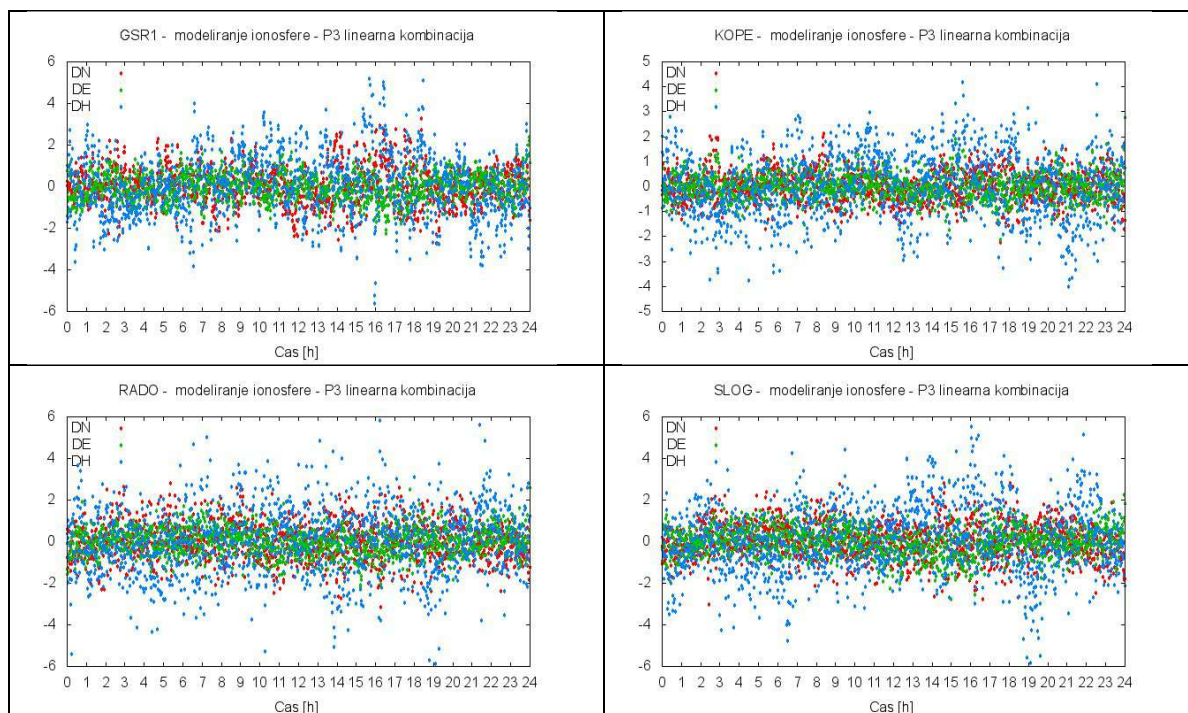 GSR1 - modeliranje ionosfere - P3 linearna kombinacija
6
4
2
0
-2
-4
-6
DN
DE
DH
0 1 2 3 4 5 6 7 8 9 10 11 12 13 14 15 16 17 18 19 20 21 22 23 24
Cas [h]
KOPE - modeliranje ionosfere - P3 linearna kombinacija
5
4
3
2
1
0
-1
-2
-3
-4
-5
DN
DE
DH
0 1 2 3 4 5 6 7 8 9 10 11 12 13 14 15 16 17 18 19 20 21 22 23 24
Cas [h]
RADO - modeliranje ionosfere - P3 linearna kombinacija
6
4
2
0
-2
-4
-6
DN
DE
DH
0 1 2 3 4 5 6 7 8 9 10 11 12 13 14 15 16 17 18 19 20 21 22 23 24
Cas [h]
SLOG - modeliranje ionosfere - P3 linearna kombinacija
6
4
2
0
-2
-4
-6
DN
DE
DH
0 1 2 3 4 5 6 7 8 9 10 11 12 13 14 15 16 17 18 19 20 21 22 23 24
Cas [h]